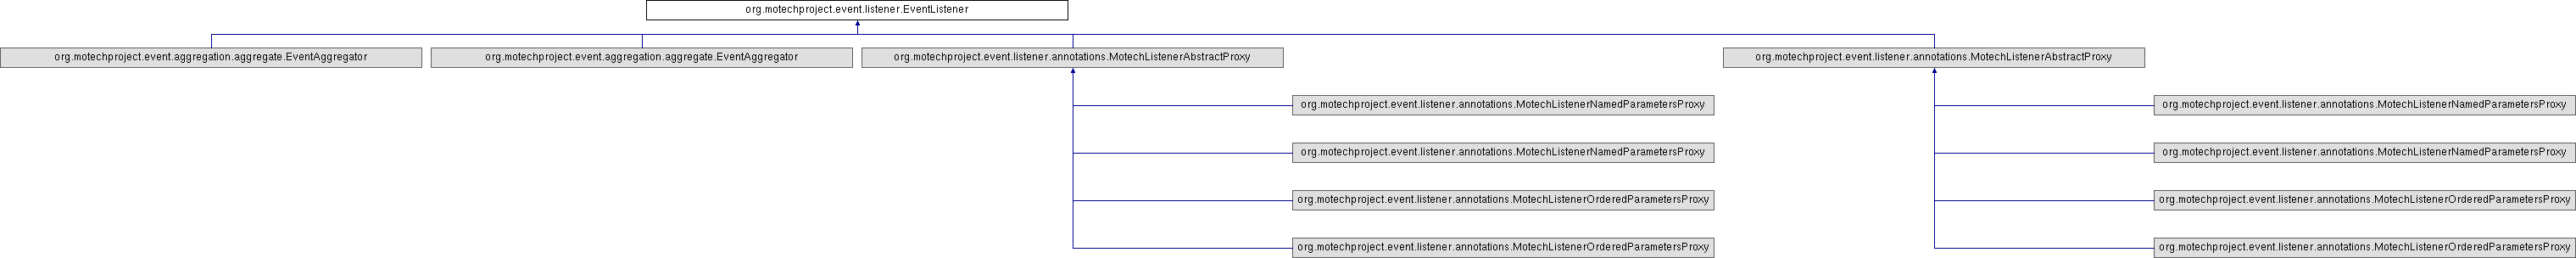 org.motechproject.event.listener.EventListener
org.motechproject.event.aggregation.aggregate.EventAggregator
org.motechproject.event.aggregation.aggregate.EventAggregator
org.motechproject.event.listener.annotations.MotechListenerAbstractProxy
org.motechproject.event.listener.annotations.MotechListenerAbstractProxy
org.motechproject.event.listener.annotations.MotechListenerNamedParametersProxy
org.motechproject.event.listener.annotations.MotechListenerNamedParametersProxy
org.motechproject.event.listener.annotations.MotechListenerNamedParametersProxy
org.motechproject.event.listener.annotations.MotechListenerNamedParametersProxy
org.motechproject.event.listener.annotations.MotechListenerOrderedParametersProxy
org.motechproject.event.listener.annotations.MotechListenerOrderedParametersProxy
org.motechproject.event.listener.annotations.MotechListenerOrderedParametersProxy
org.motechproject.event.listener.annotations.MotechListenerOrderedParametersProxy